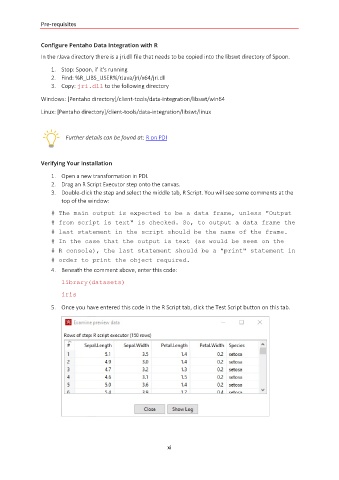 Pre-requisites
Configure Pentaho Data Integration with R
In the rJava directory there is a jri.dll file that needs to be copied into the libswt directory of Spoon.
1. Stop: Spoon, if it's running
2. Find: %R_LIBS_USER%/rJava/jri/x64/jri.dll
3. Copy: jri.dll to the following directory
Windows: [Pentaho directory]/client-tools/data-integration/libswt/win64
Linux: [Pentaho directory]/client-tools/data-integration/libswt/linux
Further details can be found at: R on PDI
Verifying Your Installation
1. Open a new transformation in PDI.
2. Drag an R Script Executor step onto the canvas.
3. Double-click the step and select the middle tab, R Script. You will see some comments at the
top of the window:
# The main output is expected to be a data frame, unless "Output
# from script is text" is checked. So, to output a data frame the
# last statement in the script should be the name of the frame.
# In the case that the output is text (as would be seen on the
# R console), the last statement should be a "print" statement in
# order to print the object required.
4. Beneath the comment above, enter this code:
library(datasets)
iris
5. Once you have entered this code in the R Script tab, click the Test Script button on this tab.
Examine preview data
Rows of step: R script executor (150 rows)
# Sepal.Length Sepal.Width Petal.Length Petal.Width Species
1 5.1 3.5 1.4 0.2 setosa
2 4.9 3.0 1.4 0.2 setosa
3 4.7 3.2 1.3 0.2 setosa
4 4.6 3.1 1.5 0.2 setosa
5 5.0 3.6 1.4 0.2 setosa
6 5.4 3.9 1.7 0.4 setosa
Close Show Log
xi